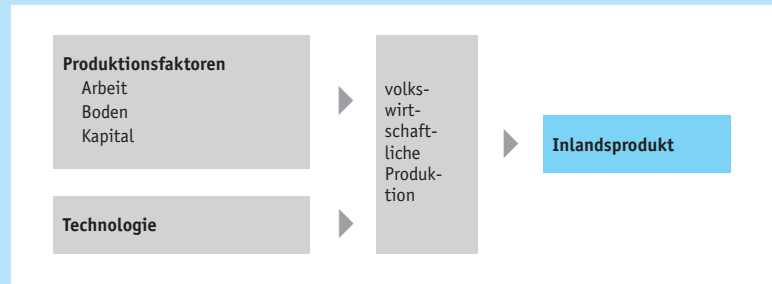 Produktionsfaktoren
Arbeit
Boden
Kapital
Technologie
volks-
wirt-
schaft-
liche
Produk-
tion
Inlandsprodukt